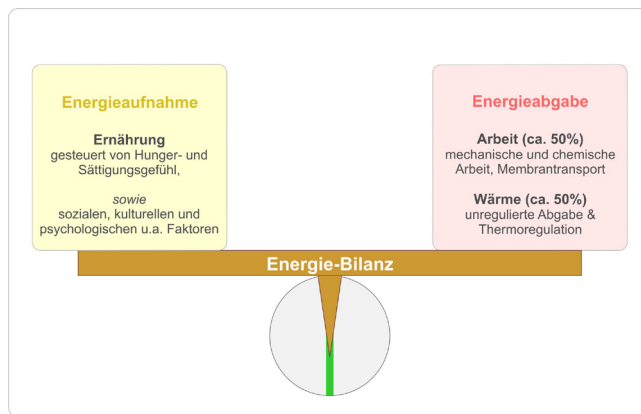 Energieaufnahme
Ernährung
gesteuert von Hunger- und
Sättigungsgefühl,
sowie
sozialen, kulturellen und
psychologischen u.a. Faktoren
Energieabgabe
Arbeit (ca. 50%)
mechanische und chemische
Arbeit, Membrantransport
Wärme (ca. 50%)
unregulierte Abgabe &
Thermoregulation
Energie-Bilanz